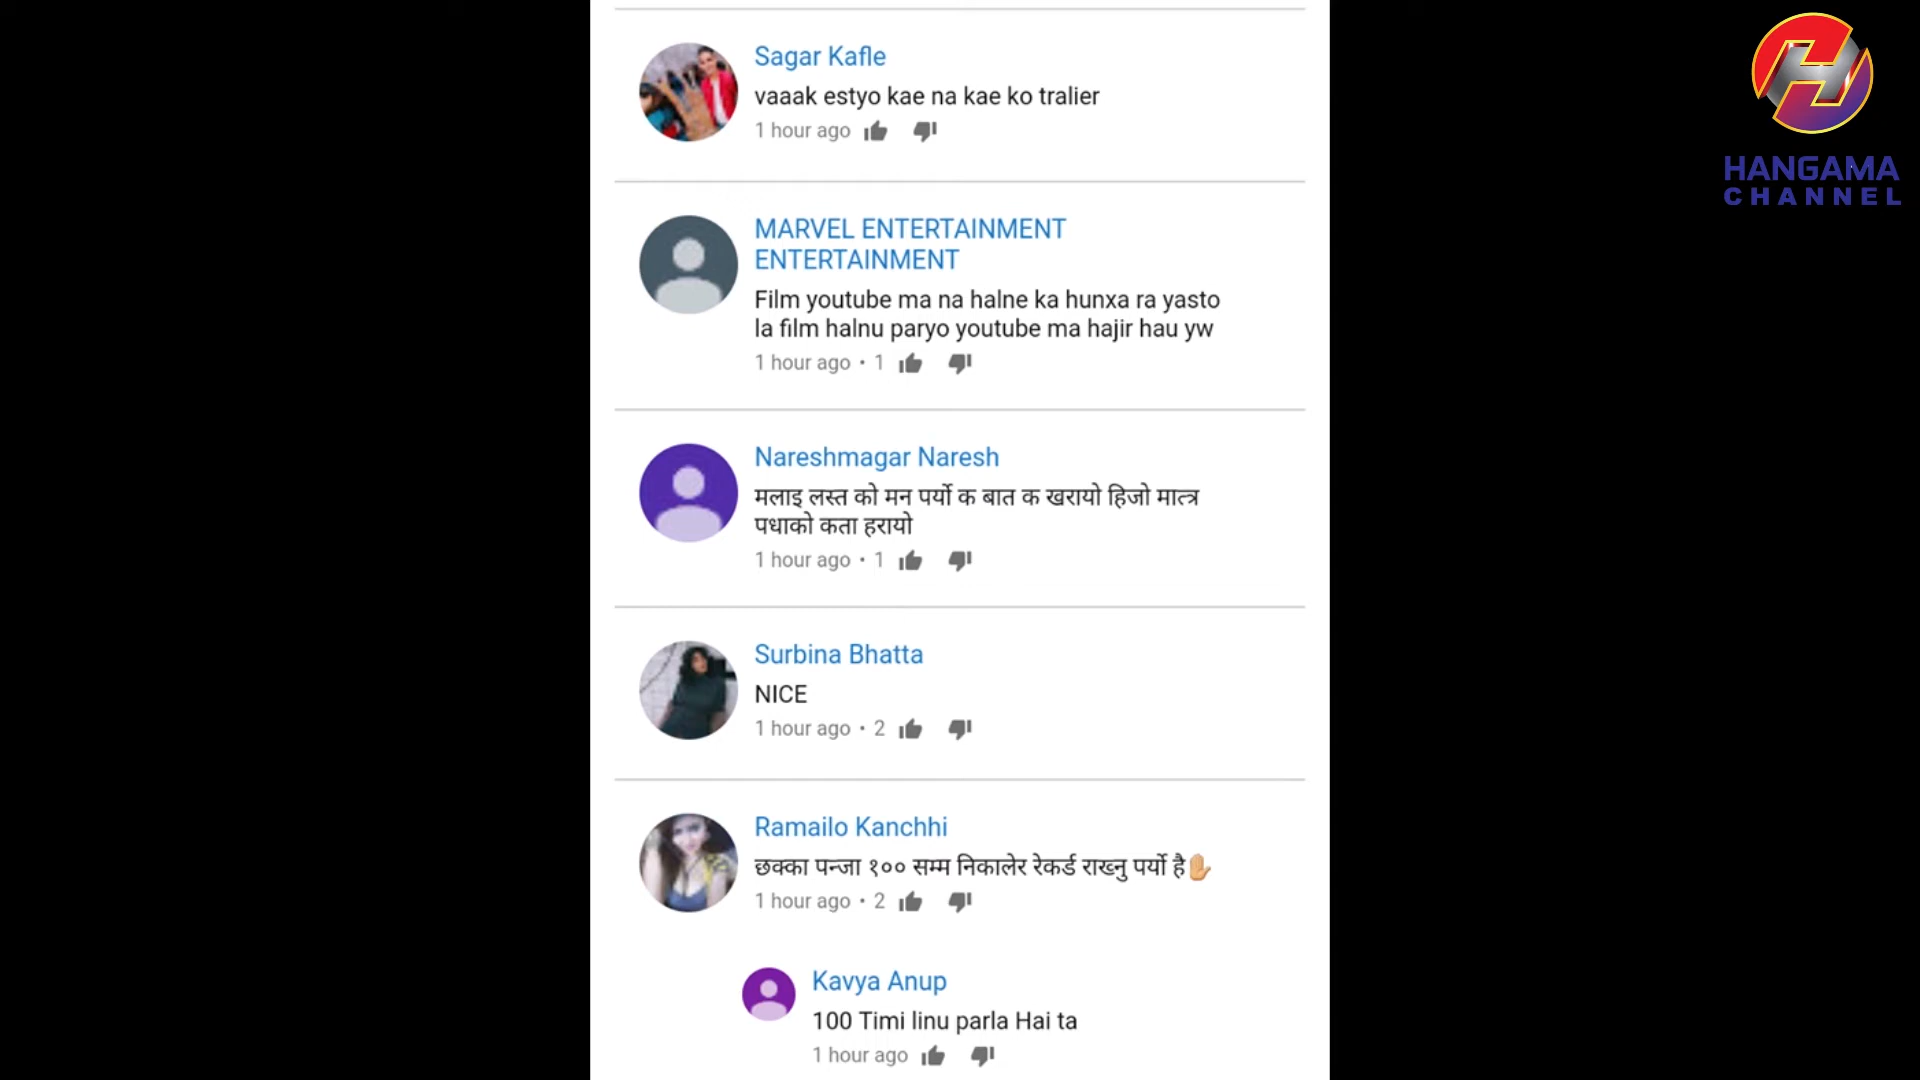 Sagar Kafle
vaaak estyo kae na kae ko tralier
1 hour ago
MARVEL ENTERTAINMENT
ENTERTAINMENT
Film youtube ma na halne ka hunxa ra yasto
la film halnu paryo youtube ma hajir hau yw
1 hour ago • 1
Nareshmagar Naresh
मलाइ लस्त को मन पर्यो क बात क खरायो हिजो मात्त्र
पधाको कता हरायो
1 hour ago • 1
Surbina Bhatta
NICE
1 hour ago • 2
Ramailo Kanchhi
छक्का पन्जा १०० सम्म निकालेर रेकर्ड राख्नु पर्यो है✋
1 hour ago • 2
Kavya Anup
100 Timi linu parla Hai ta
1 hour ago
HANGAMA
CHANNEL